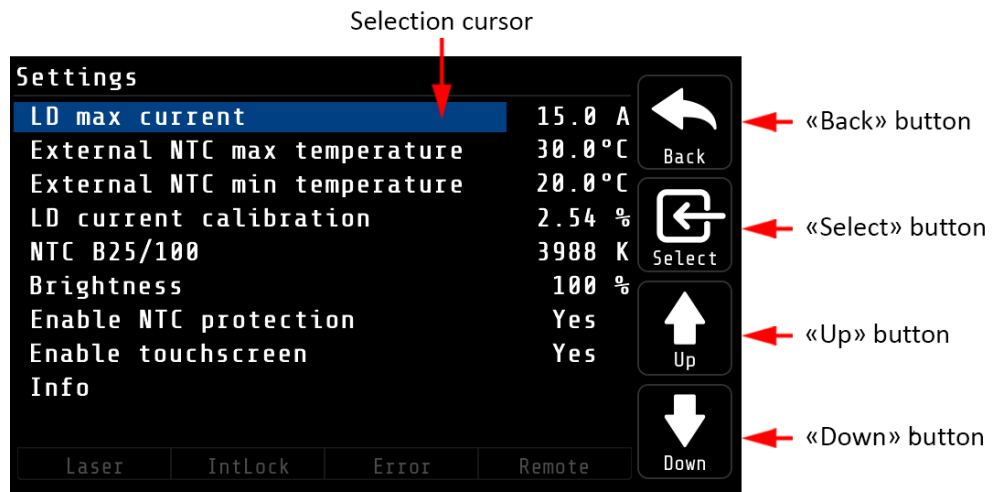 Selection cursor
Settings
LD max current 15.0 A
External NTC max temperature 30.0°C
External NTC min temperature 20.0°C
LD current calibration 2.54 %
NTC B25/100 3988 K
Brightness 100 %
Enable NTC protection Yes
Enable touchscreen Yes
Info
Laser IntLock Error Remote
Back
Select
Up
Down
«Back» button
«Select» button
«Up» button
«Down» button